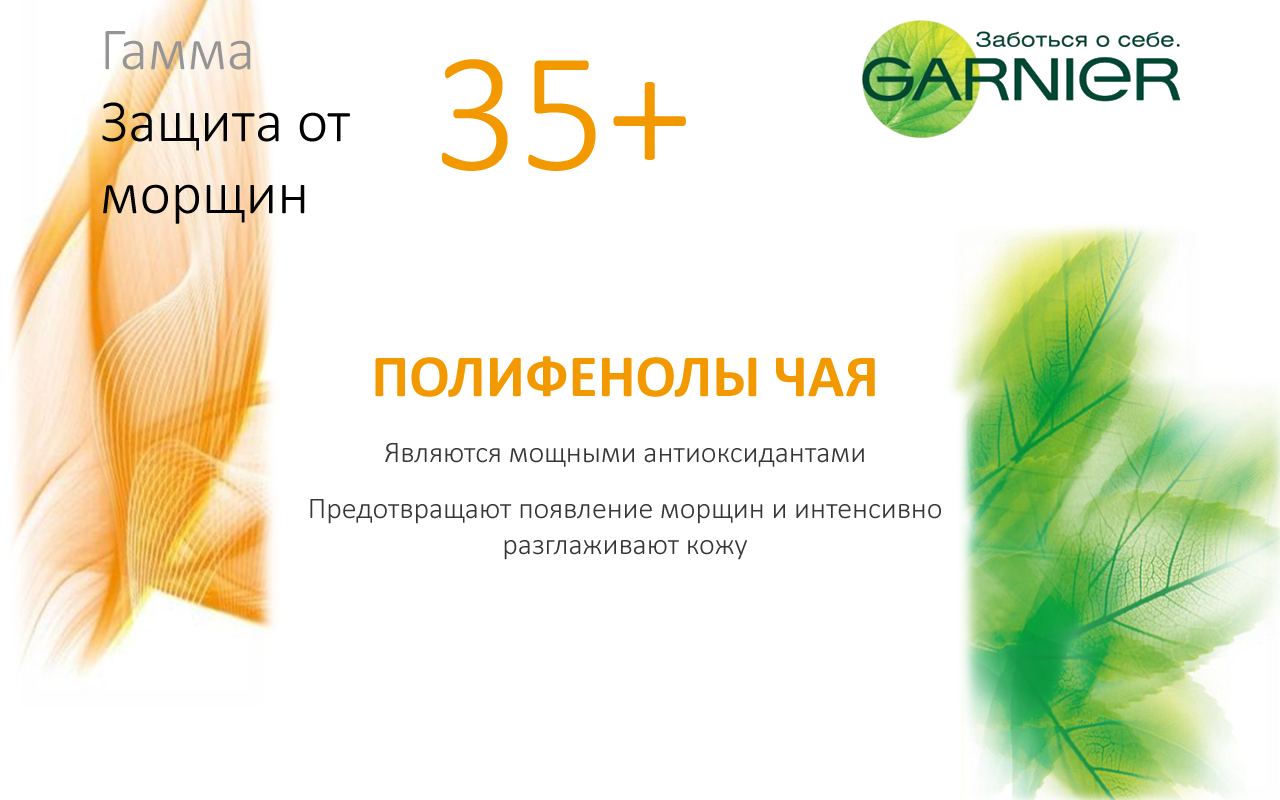 Гамма
Защита от
морщин
35+
Заботься о себе.
GARNIER
ПОЛИФЕНОЛЫ ЧАЯ
Являются мощными антиоксидантами
Предотвращают появление морщин и интенсивно
разглаживают кожу